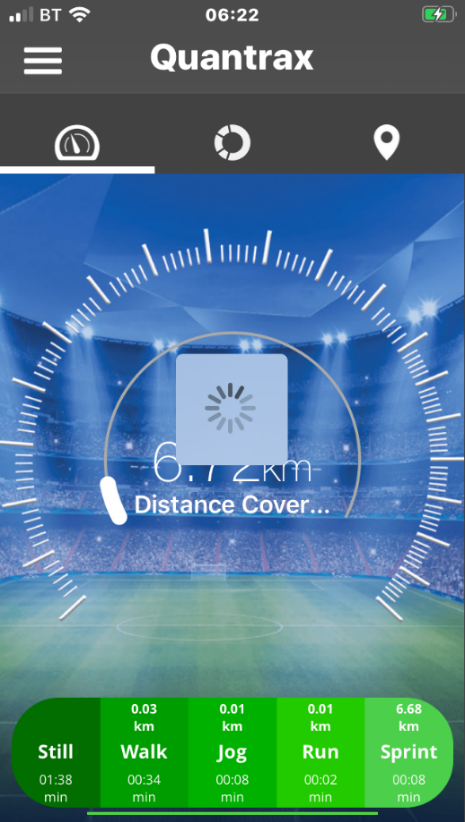 BT 06:22
Quantrax
6.72km
Distance Cover...
0.03 0.01 0.01 6.68
km km km km
Still Walk Jog Run Sprint
01:38 00:34 00:08 00:02 00:08
min min min min min